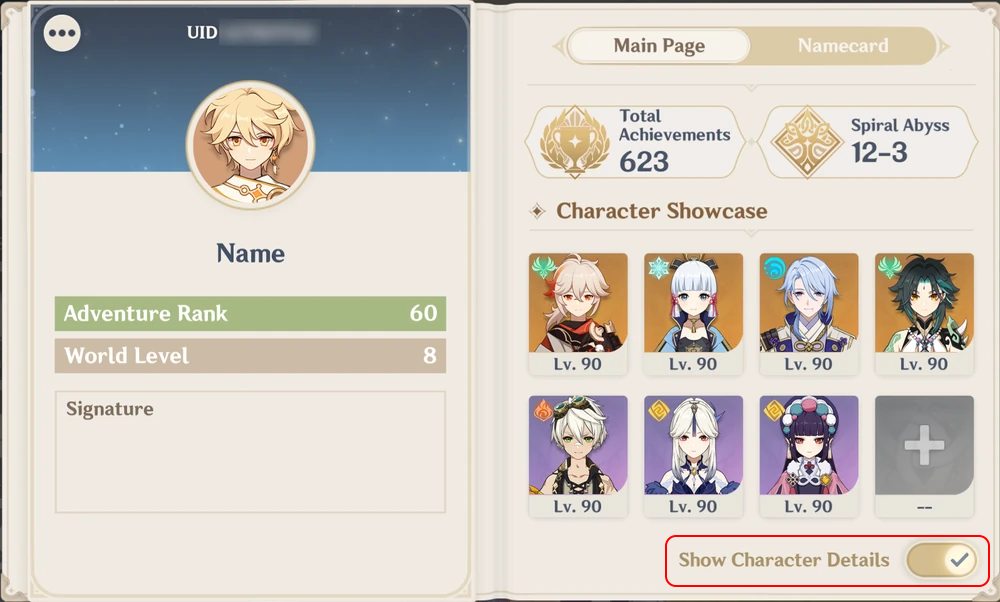 UID
Name
Adventure Rank 60
World Level 8
Signature
Main Page Namecard
Total
Achievements
623
Spiral Abyss
12-3
Character Showcase
Lv. 90 Lv. 90 Lv. 90 Lv. 90
Lv. 90 Lv. 90 Lv. 90 --
Show Character Details